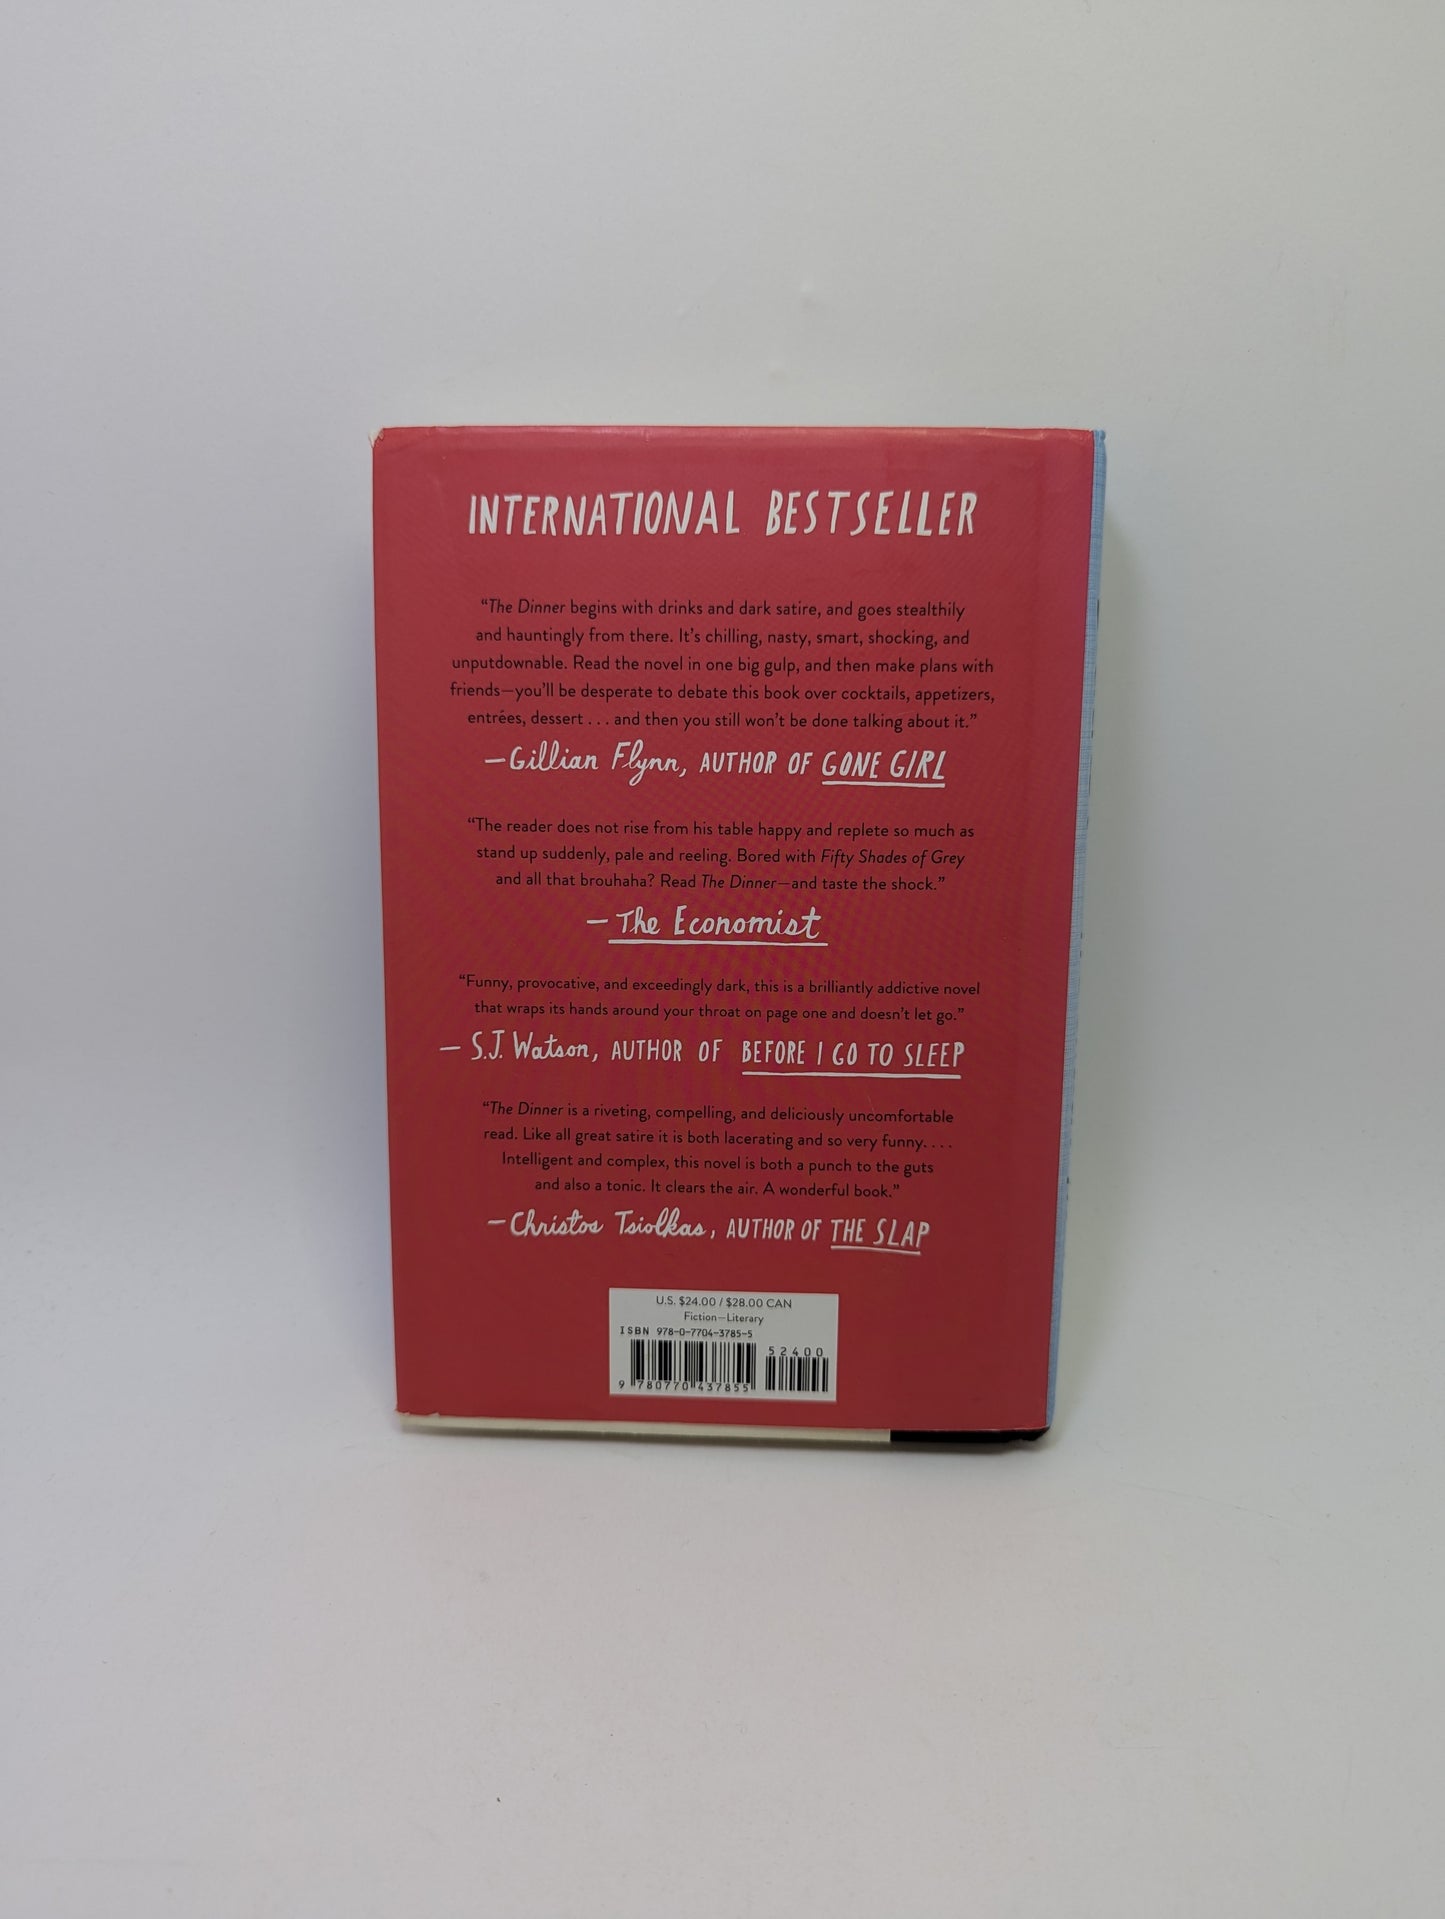 INTERNATIONAL BESTSELLER
“The Dinner begins with drinks and dark satire, and goes stealthily
and hauntingly from there. It’s chilling, nasty, smart, shocking, and
unputdownable. Read the novel in one big gulp, and then make plans with
friends—you’ll be desperate to debate this book over cocktails, appetizers,
entrées, dessert . . . and then you still won’t be done talking about it.”
—Gillian Flynn, AUTHOR OF GONE GIRL
“The reader does not rise from his table happy and replete so much as
stand up suddenly, pale and reeling. Bored with Fifty Shades of Grey
and all that brouhaha? Read The Dinner—and taste the shock.”
—The Economist
“Funny, provocative, and exceedingly dark, this is a brilliantly addictive novel
that wraps its hands around your throat on page one and doesn’t let go.”
—S.J. Watson, AUTHOR OF BEFORE I GO TO SLEEP
“The Dinner is a riveting, compelling, and deliciously uncomfortable
read. Like all great satire it is both lacerating and so very funny. . . .
Intelligent and complex, this novel is both a punch to the guts
and also a tonic. It clears the air. A wonderful book.”
—Christos Tsiolkas, AUTHOR OF THE SLAP
U.S. $24.00 / $28.00 CAN
Fiction—Literary
ISBN 978-0-7704-3785-5
52400
9 780770 437855